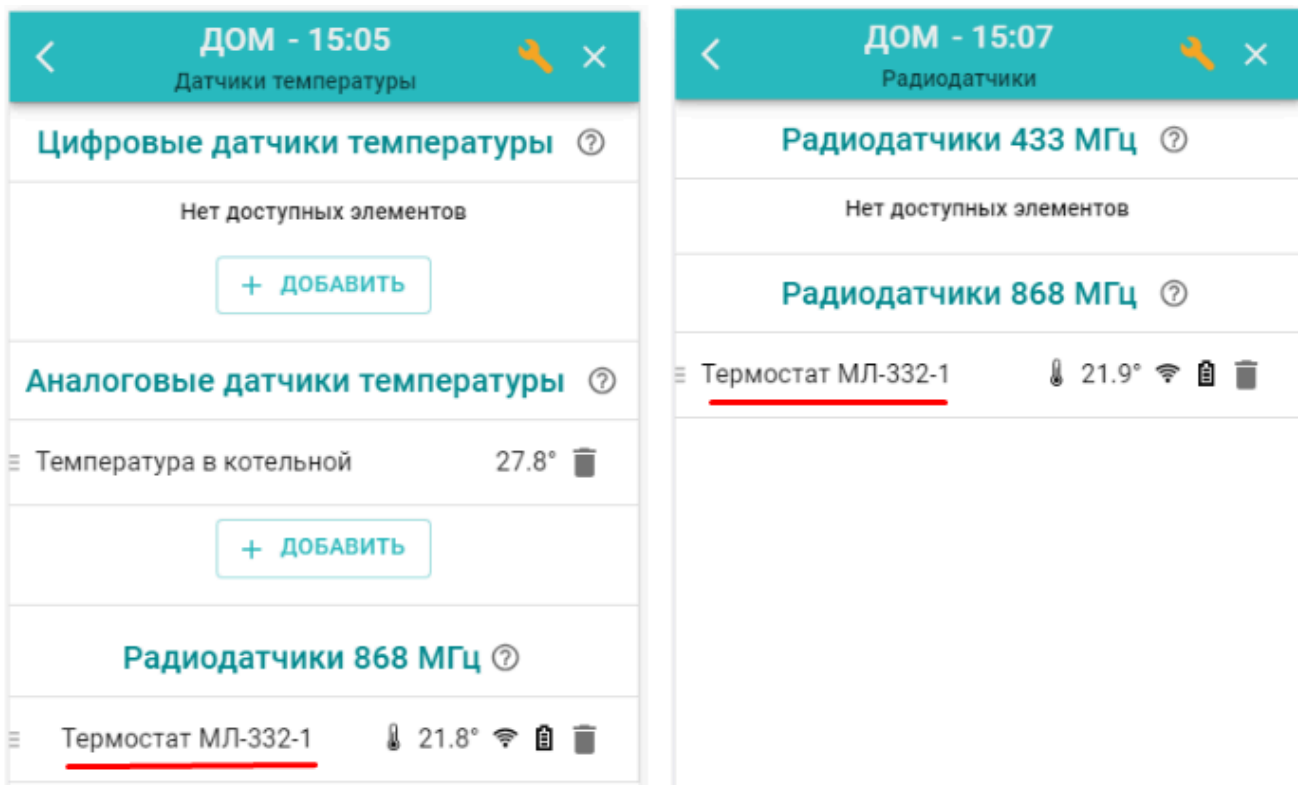 ДОМ - 15:05
Датчики температуры
Цифровые датчики температуры
Нет доступных элементов
+ ДОБАВИТЬ
Аналоговые датчики температуры
Температура в котельной 27.8°
+ ДОБАВИТЬ
Радиодатчики 868 МГц
Термостат МЛ-332-1 21.8°
ДОМ - 15:07
Радиодатчики
Радиодатчики 433 МГц
Нет доступных элементов
Радиодатчики 868 МГц
Термостат МЛ-332-1 21.9°